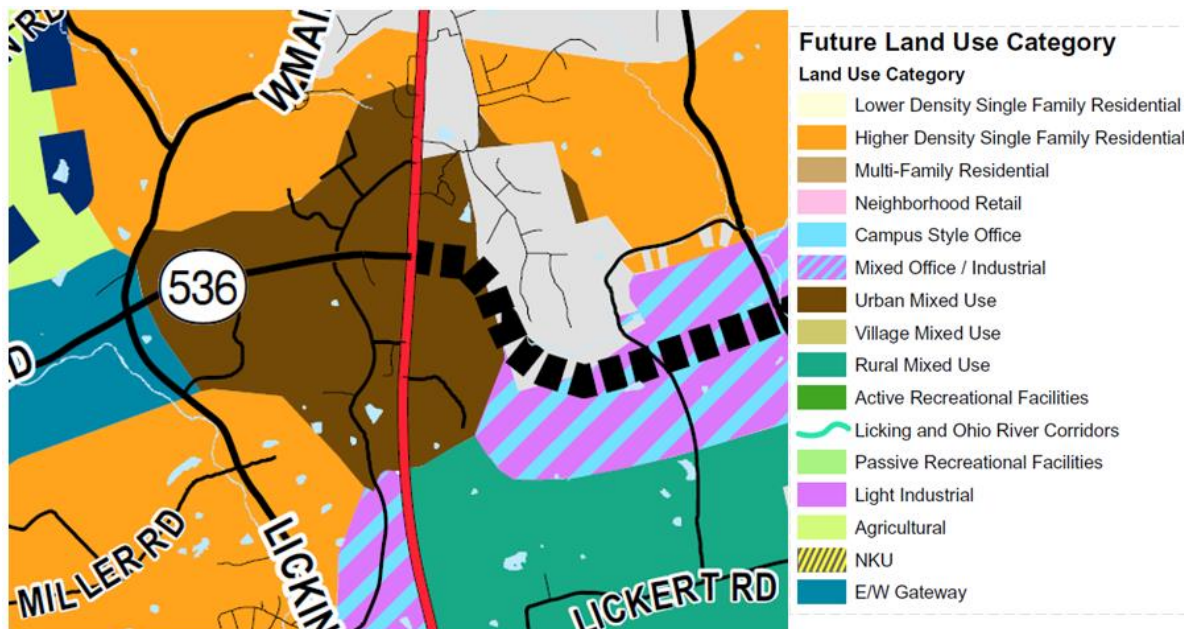 N RD
W MAI
536
D
MILLER RD
LICKIN
LICKERT RD
Future Land Use Category
Land Use Category
Lower Density Single Family Residential
Higher Density Single Family Residential
Multi-Family Residential
Neighborhood Retail
Campus Style Office
Mixed Office / Industrial
Urban Mixed Use
Village Mixed Use
Rural Mixed Use
Active Recreational Facilities
Licking and Ohio River Corridors
Passive Recreational Facilities
Light Industrial
Agricultural
NKU
E/W Gateway